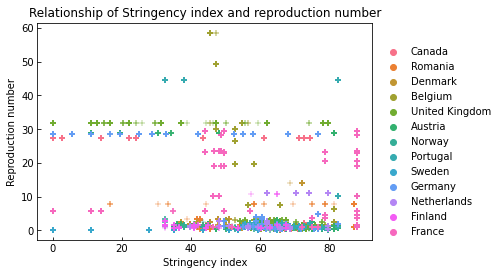 Relationship of Stringency index and reproduction number
60
50
40
30
20
10
0
Reproduction number
0 20 40 60 80
Stringency index
Canada
Romania
Denmark
Belgium
United Kingdom
Austria
Norway
Portugal
Sweden
Germany
Netherlands
Finland
France